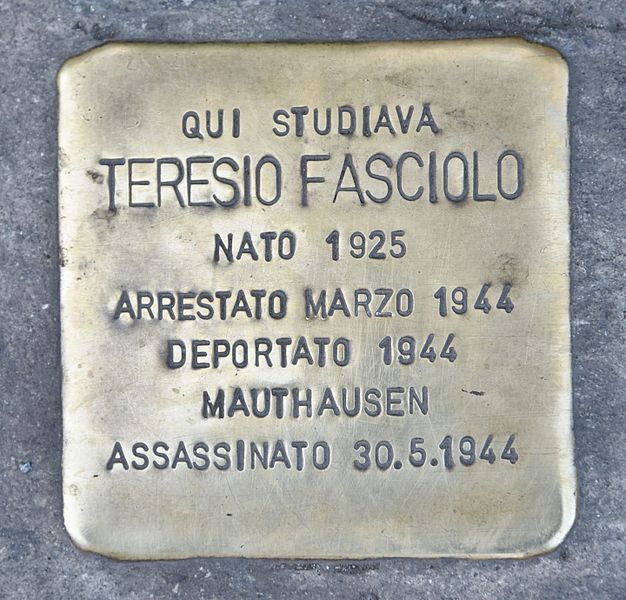 QUI STUDIAVA
TERESIO FASCIOLO
NATO 1925
ARRESTATO MARZO 1944
DEPORTATO 1944
MAUTHAUSEN
ASSASSINATO 30.5.1944